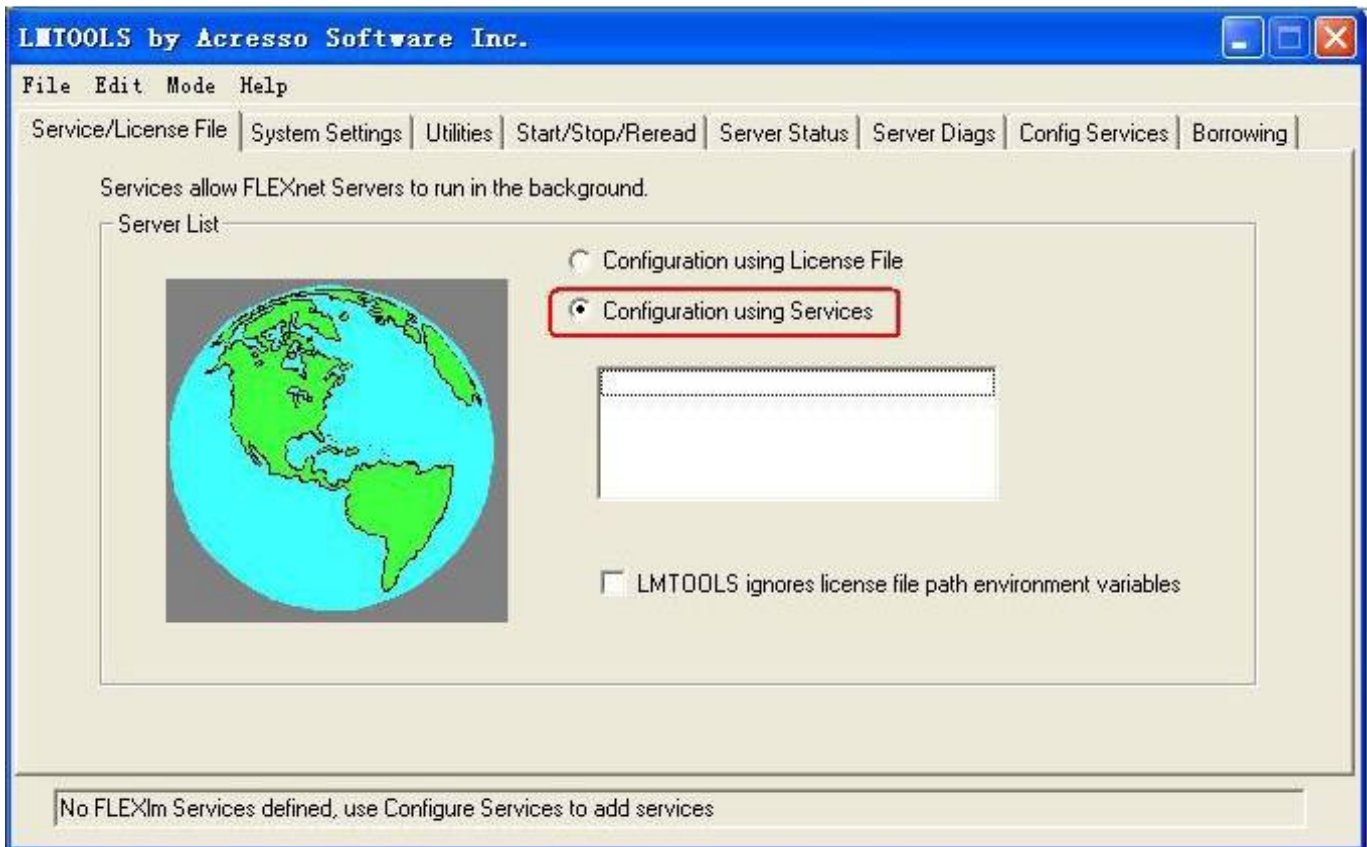 LMTOOLS by Acresso Software Inc.
File Edit Mode Help
Service/License File System Settings Utilities Start/Stop/Reread Server Status Server Diags Config Services Borrowing
Services allow FLEXnet Servers to run in the background.
Server List
Configuration using License File
Configuration using Services
LMTOOLS ignores license file path environment variables
No FLEXlm Services defined, use Configure Services to add services